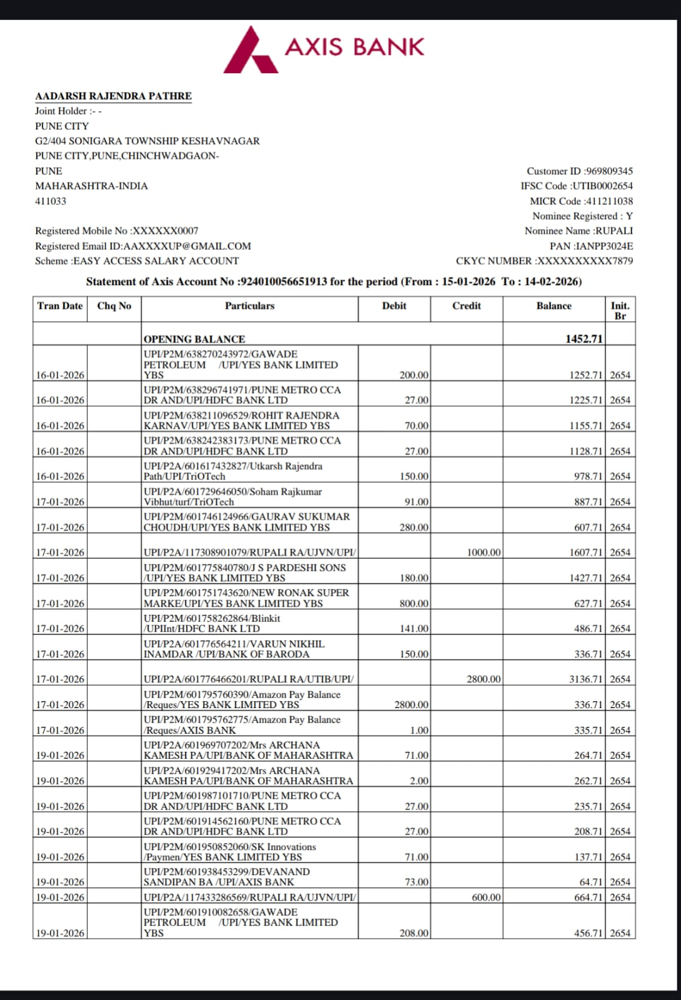 AXIS BANK
AADARSH RAJENDRA PATHRE
Joint Holder :- -
PUNE CITY
G2/404 SONIGARA TOWNSHIP KESHAVNAGAR
PUNE CITY,PUNE,CHINCHWADGAON-
PUNE
MAHARASHTRA-INDIA
411033
Customer ID :969809345
IFSC Code :UTIB0002654
MICR Code :411211038
Nominee Registered : Y
Registered Mobile No :XXXXXX0007
Nominee Name :RUPALI
Registered Email ID:AAXXXXUP@GMAIL.COM
PAN :IANPP3024E
Scheme :EASY ACCESS SALARY ACCOUNT
CKYC NUMBER :XXXXXXXXXX7879
Statement of Axis Account No :924010056651913 for the period (From : 15-01-2026 To : 14-02-2026)
Tran Date Chq No Particulars Debit Credit Balance Init.
Br
OPENING BALANCE 1452.71
UPI/P2M/638270243972/GAWADE
PETROLEUM /UPI/YES BANK LIMITED
16-01-2026 YBS 200.00 1252.71 2654
UPI/P2M/638296741971/PUNE METRO CCA
16-01-2026 DR AND/UPI/HDFC BANK LTD 27.00 1225.71 2654
UPI/P2M/638211096529/ROHIT RAJENDRA
16-01-2026 KARNAV/UPI/YES BANK LIMITED YBS 70.00 1155.71 2654
UPI/P2M/638242383173/PUNE METRO CCA
16-01-2026 DR AND/UPI/HDFC BANK LTD 27.00 1128.71 2654
UPI/P2A/601617432827/Utkarsh Rajendra
16-01-2026 Path/UPI/TriOTech 150.00 978.71 2654
UPI/P2A/601729646050/Soham Rajkumar
17-01-2026 Vibhut/turf/TriOTech 91.00 887.71 2654
UPI/P2M/601746124966/GAURAV SUKUMAR
17-01-2026 CHOUDH/UPI/YES BANK LIMITED YBS 280.00 607.71 2654
17-01-2026 UPI/P2A/117308901079/RUPALI RA/UJVN/UPI/ 1000.00 1607.71 2654
UPI/P2M/601775840780/J S PARDESHI SONS
17-01-2026 /UPI/YES BANK LIMITED YBS 180.00 1427.71 2654
UPI/P2M/601751743620/NEW RONAK SUPER
17-01-2026 MARKE/UPI/YES BANK LIMITED YBS 800.00 627.71 2654
UPI/P2M/601758262864/Blinkit
17-01-2026 /UPIInt/HDFC BANK LTD 141.00 486.71 2654
UPI/P2A/601776564211/VARUN NIKHIL
17-01-2026 INAMDAR /UPI/BANK OF BARODA 150.00 336.71 2654
17-01-2026 UPI/P2A/601776466201/RUPALI RA/UTIB/UPI/ 2800.00 3136.71 2654
UPI/P2M/601795760390/Amazon Pay Balance
17-01-2026 /Reques/YES BANK LIMITED YBS 2800.00 336.71 2654
UPI/P2M/601795762775/Amazon Pay Balance
17-01-2026 /Reques/AXIS BANK 1.00 335.71 2654
UPI/P2A/601969707202/Mrs ARCHANA
19-01-2026 KAMESH PA/UPI/BANK OF MAHARASHTRA 71.00 264.71 2654
UPI/P2A/601929417202/Mrs ARCHANA
19-01-2026 KAMESH PA/UPI/BANK OF MAHARASHTRA 2.00 262.71 2654
UPI/P2M/601987101710/PUNE METRO CCA
19-01-2026 DR AND/UPI/HDFC BANK LTD 27.00 235.71 2654
UPI/P2M/601914562160/PUNE METRO CCA
19-01-2026 DR AND/UPI/HDFC BANK LTD 27.00 208.71 2654
UPI/P2M/601950852060/SK Innovations
19-01-2026 /Paymen/YES BANK LIMITED YBS 71.00 137.71 2654
UPI/P2M/601938453299/DEVANAND
19-01-2026 SANDIPAN BA /UPI/AXIS BANK 73.00 64.71 2654
19-01-2026 UPI/P2A/117433286569/RUPALI RA/UJVN/UPI/ 600.00 664.71 2654
UPI/P2M/601910082658/GAWADE
PETROLEUM /UPI/YES BANK LIMITED
19-01-2026 YBS 208.00 456.71 2654